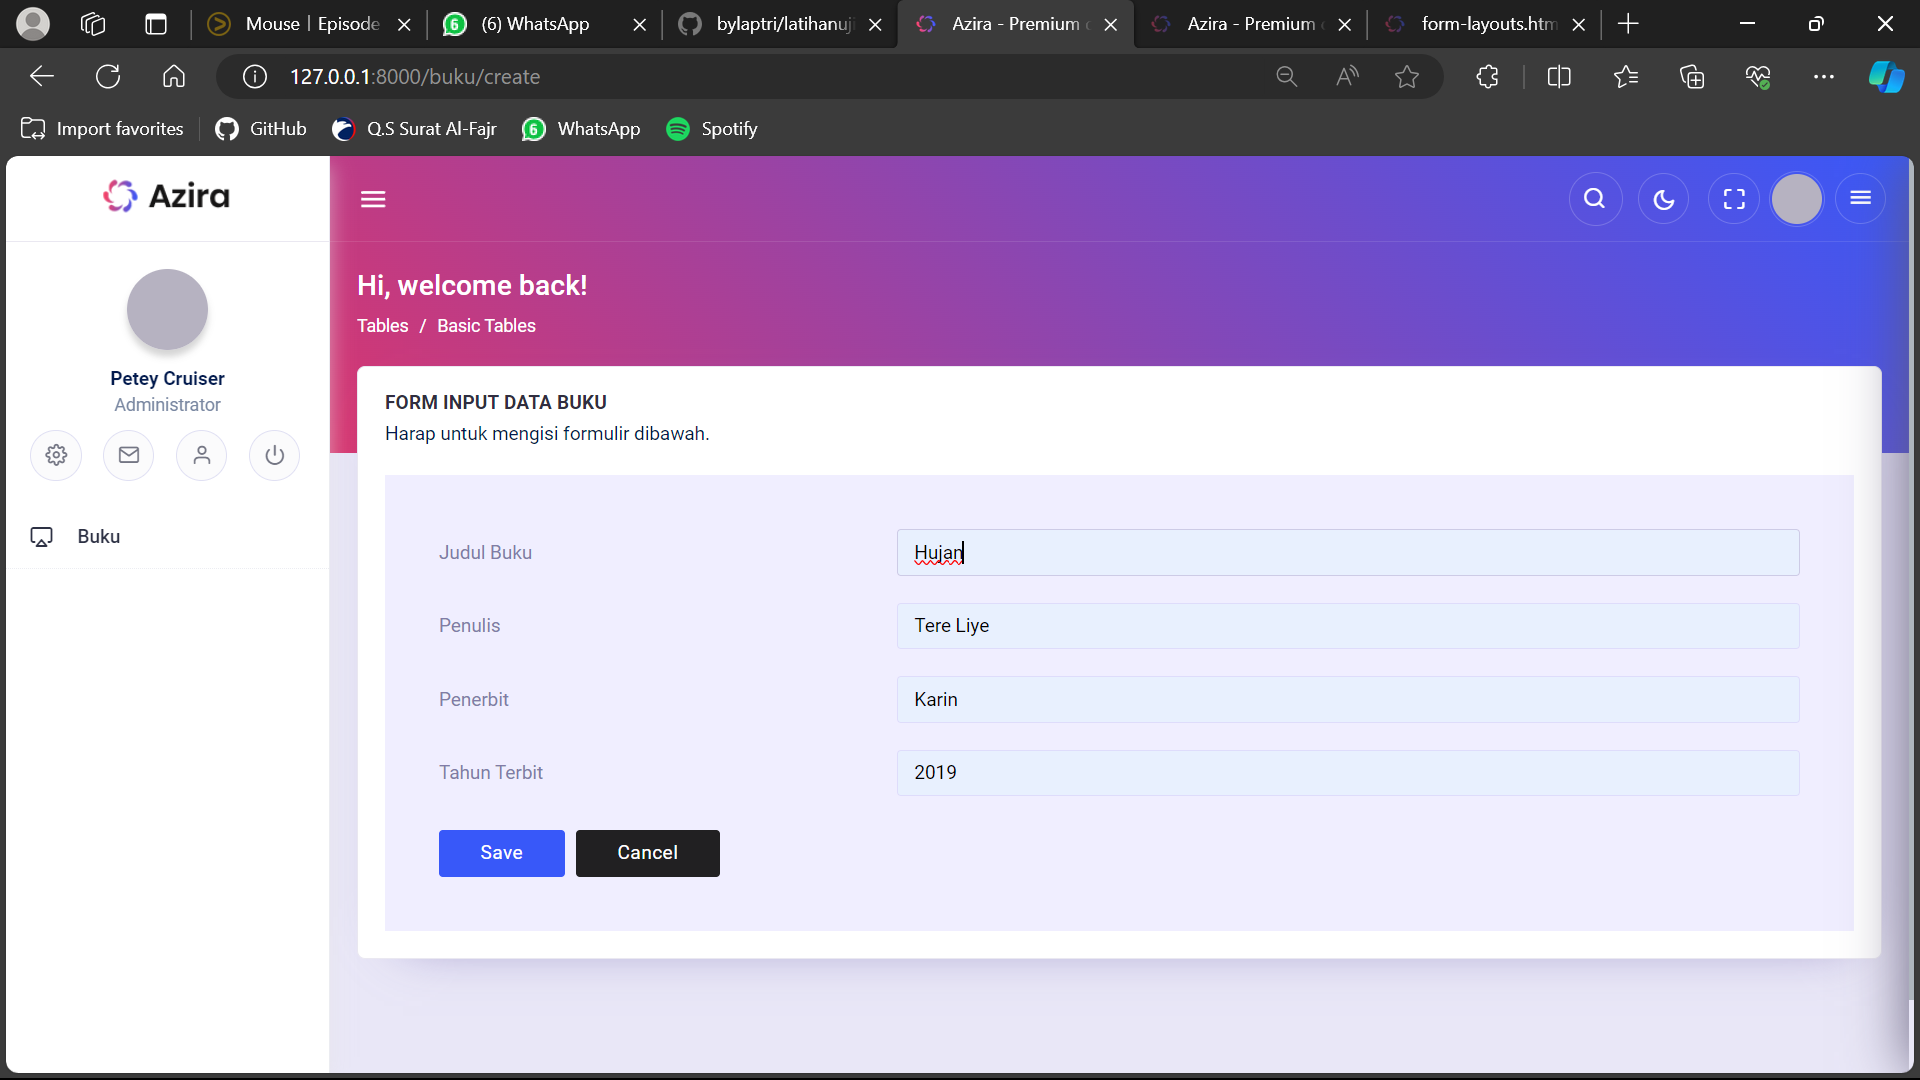 Mouse | Episode
(6) WhatsApp
bylaptri/latihanuji
Azira - Premium
Azira - Premium
form-layouts.htm
127.0.0.1:8000/buku/create
Import favorites
GitHub
Q.S Surat Al-Fajr
6
WhatsApp
Spotify
Azira
Petey Cruiser
Administrator
Buku
Hi, welcome back!
Tables / Basic Tables
FORM INPUT DATA BUKU
Harap untuk mengisi formulir dibawah.
Judul Buku
Hujan
Penulis
Tere Liye
Penerbit
Karin
Tahun Terbit
2019
Save
Cancel